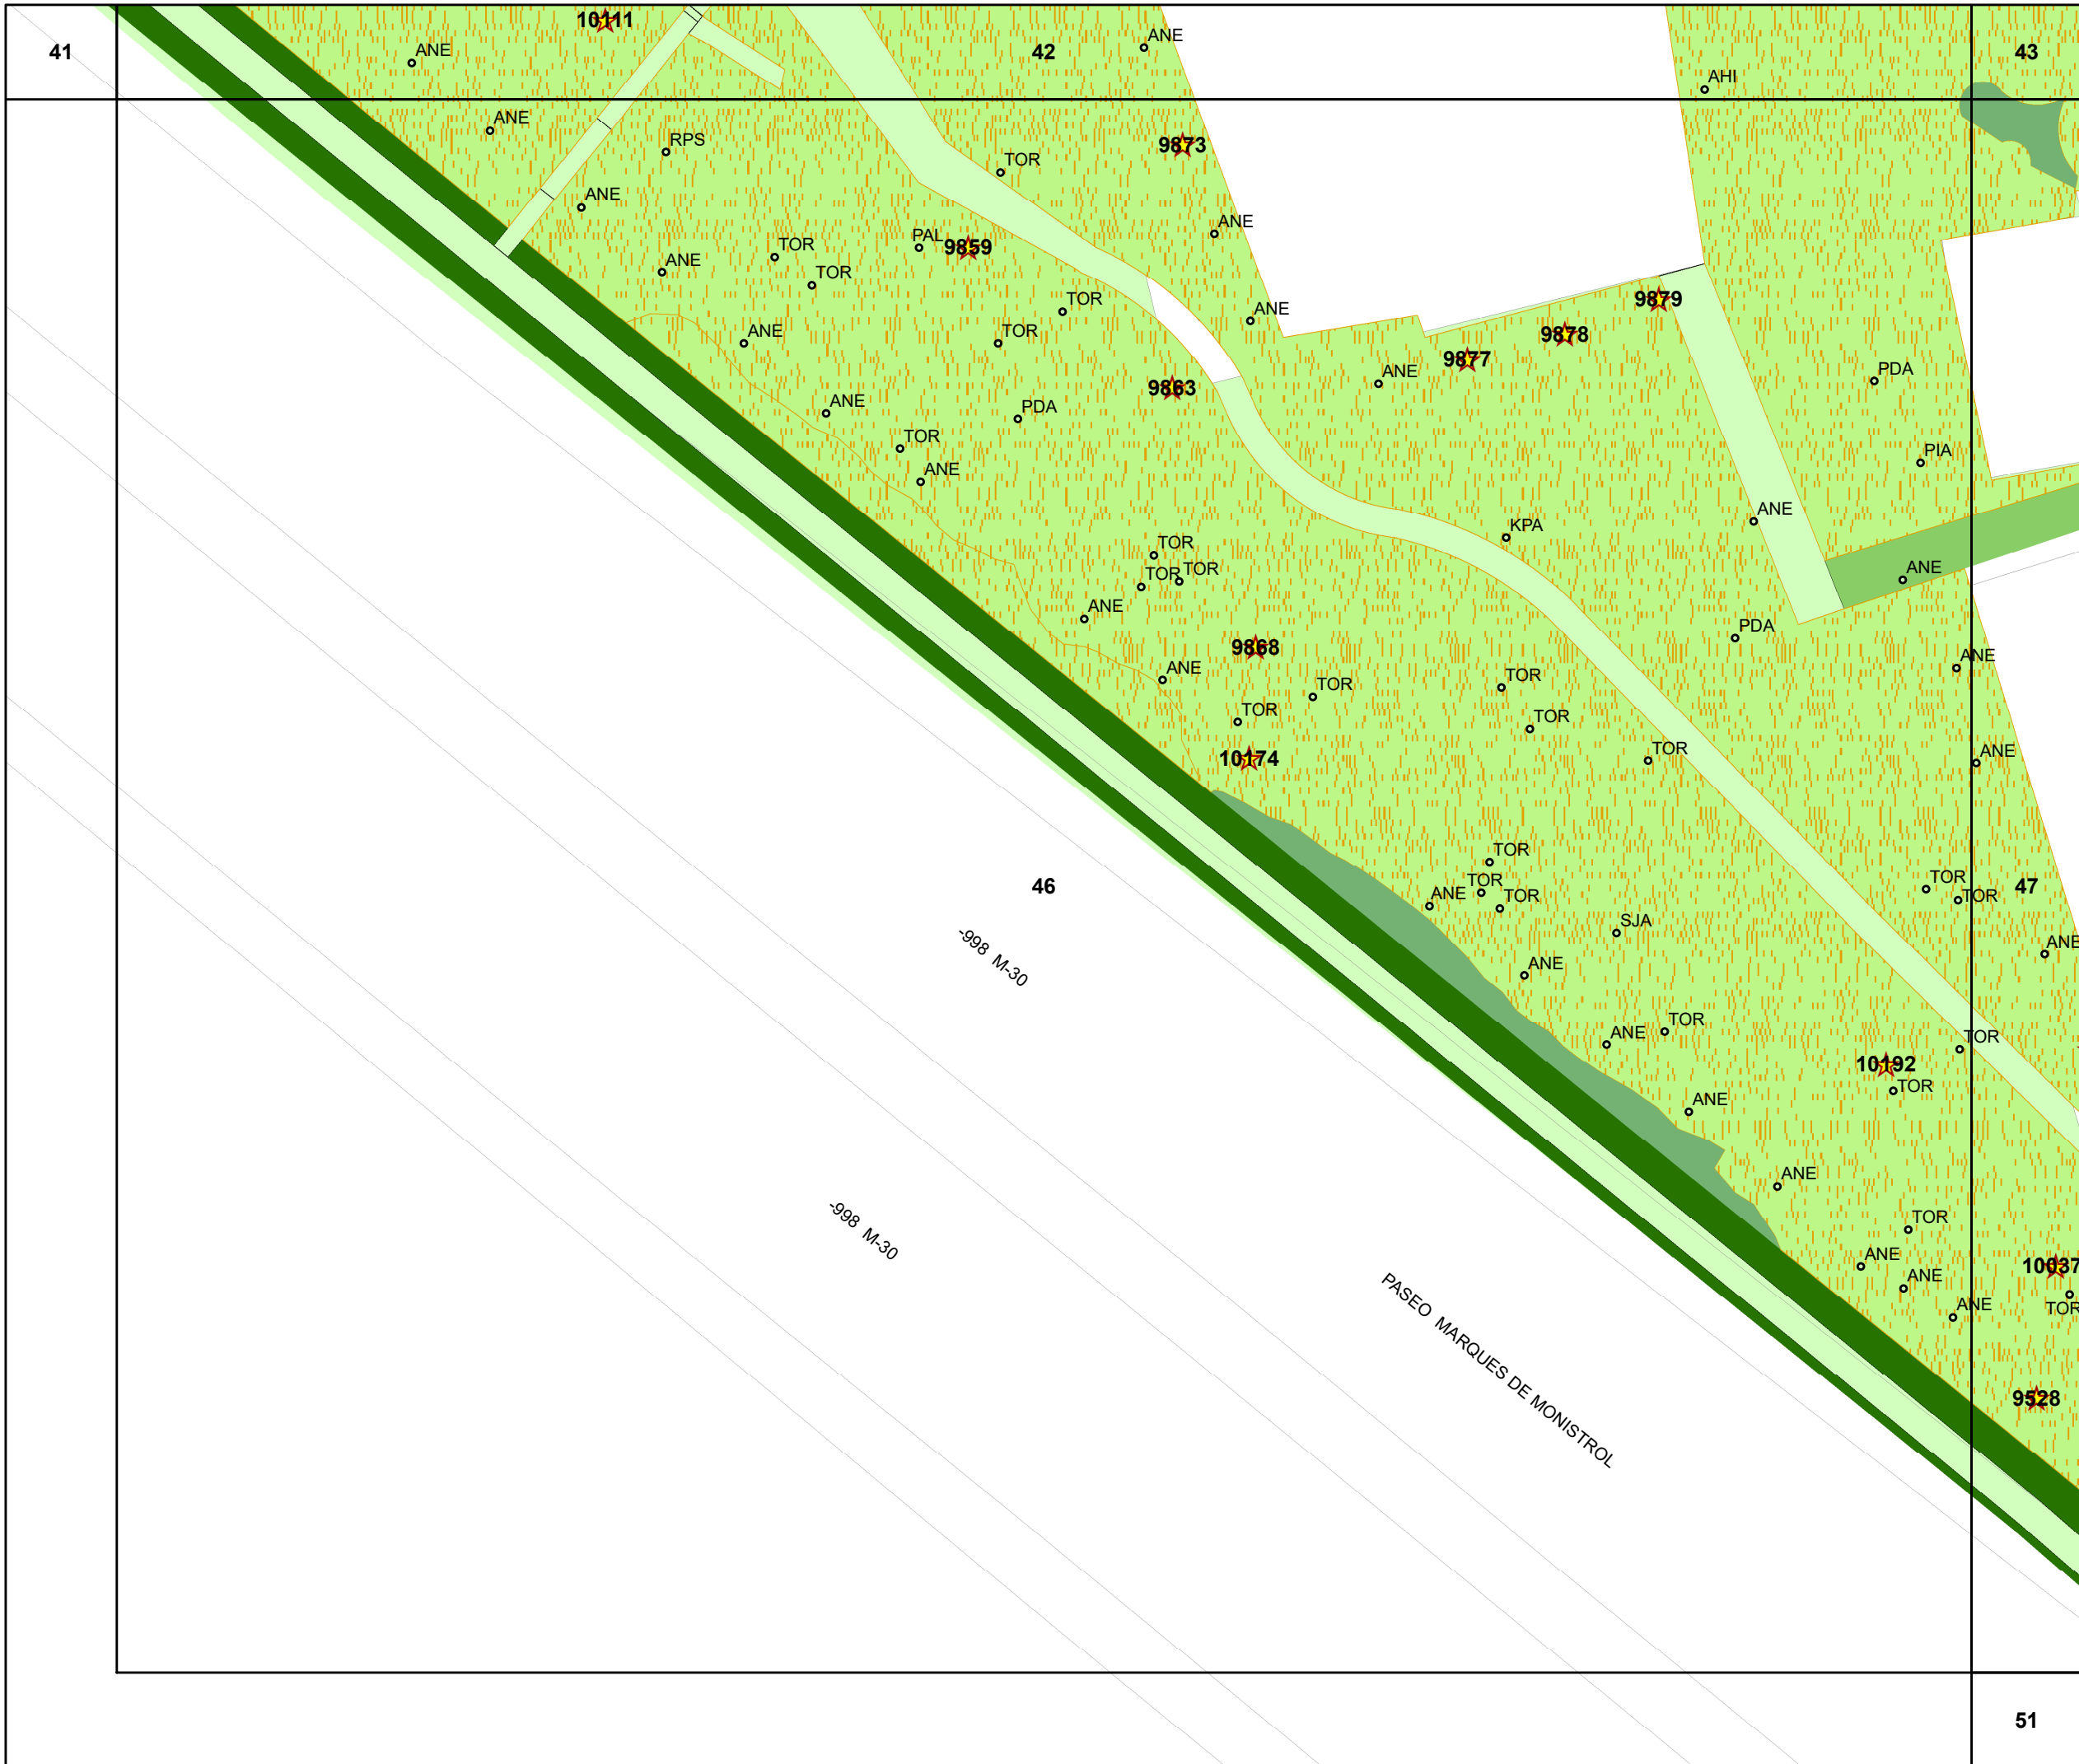 10111
41
ANE
42
ANE
43
AHI
ANE
RPS
TOR
9873
ANE
ANE
PAL
9859
TOR
ANE
TOR
TOR
ANE
9879
ANE
TOR
9878
9877
ANE
PDA
9863
ANE
PDA
TOR
PIA
ANE
ANE
KPA
TOR
TOR
TOR
ANE
ANE
PDA
9868
ANE
ANE
TOR
TOR
TOR
TOR
10174
TOR
ANE
TOR
46
TOR
ANE
TOR
TOR
47
TOR
SJA
-998 M-30
ANE
ANE
TOR
ANE
TOR
10192
TOR
ANE
ANE
-998 M-30
TOR
ANE
10037
ANE
ANE
TOR
PASEO MARQUES DE MONISTROL
9528
51